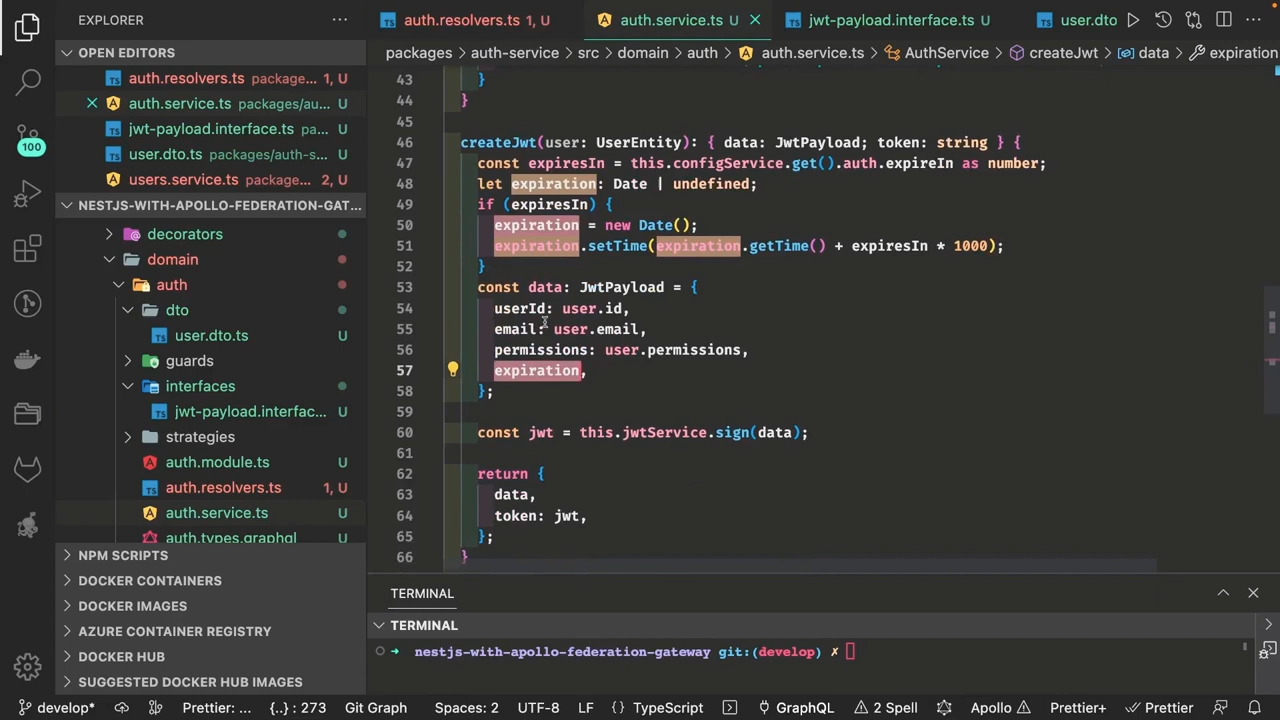 EXPLORER
auth.resolvers.ts 1, U
auth.service.ts U
jwt-payload.interface.ts U
user.dto
packages > auth-service > src > domain > auth > auth.service.ts > AuthService > createJwt > data > expiration
OPEN EDITORS
auth.resolvers.ts package... 1, U
auth.service.ts packages/au... U
jwt-payload.interface.ts pa... U
user.dto.ts packages/auth-s... U
users.service.ts packages... 2, U
NESTJS-WITH-APOLLO-FEDERATION-GAT...
decorators
domain
auth
dto
user.dto.ts U
guards
interfaces
jwt-payload.interfac... U
strategies
auth.module.ts U
auth.resolvers.ts 1, U
auth.service.ts U
auth.types.graphql
NPM SCRIPTS
DOCKER CONTAINERS
DOCKER IMAGES
AZURE CONTAINER REGISTRY
DOCKER HUB
SUGGESTED DOCKER HUB IMAGES
100
43 }
44 }
45
46 createJwt(user: UserEntity): { data: JwtPayload; token: string } {
47 const expiresIn = this.configService.get().auth.expireIn as number;
48 let expiration: Date | undefined;
49 if (expiresIn) {
50 expiration = new Date();
51 expiration.setTime(expiration.getTime() + expiresIn * 1000);
52 }
53 const data: JwtPayload = {
54 userId: user.id,
55 email: user.email,
56 permissions: user.permissions,
57 expiration,
58 };
59
60 const jwt = this.jwtService.sign(data);
61
62 return {
63 data,
64 token: jwt,
65 };
66 }
TERMINAL
TERMINAL
nestjs-with-apollo-federation-gateway git:(develop) ✗
develop* Prettier: ... {..} : 273 Git Graph Spaces: 2 UTF-8 LF {} TypeScript GraphQL 2 Spell Apollo Prettier+ Prettier